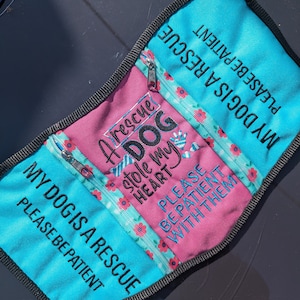 MY DOG IS A RESCUE
PLEASE BE PATIENT
A rescue
DOG
stole my
HEART
PLEASE
BE PATIENT
WITH THEM
MY DOG IS A RESCUE
PLEASE BE PATIENT